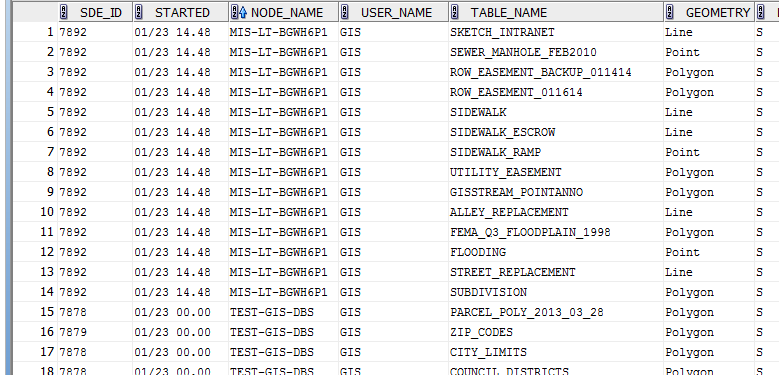 SDE_ID STARTED NODE_NAME USER_NAME TABLE_NAME GEOMETRY
1 7892 01/23 14.48 MIS-LT-BGWH6P1 GIS SKETCH_INTRANET Line S
2 7892 01/23 14.48 MIS-LT-BGWH6P1 GIS SEWER_MANHOLE_FEB2010 Point S
3 7892 01/23 14.48 MIS-LT-BGWH6P1 GIS ROW_EASEMENT_BACKUP_011414 Polygon S
4 7892 01/23 14.48 MIS-LT-BGWH6P1 GIS ROW_EASEMENT_011614 Polygon S
5 7892 01/23 14.48 MIS-LT-BGWH6P1 GIS SIDEWALK Line S
6 7892 01/23 14.48 MIS-LT-BGWH6P1 GIS SIDEWALK_ESCROW Line S
7 7892 01/23 14.48 MIS-LT-BGWH6P1 GIS SIDEWALK_RAMP Point S
8 7892 01/23 14.48 MIS-LT-BGWH6P1 GIS UTILITY_EASEMENT Polygon S
9 7892 01/23 14.48 MIS-LT-BGWH6P1 GIS GISSTREAM_POINTANNO Polygon S
10 7892 01/23 14.48 MIS-LT-BGWH6P1 GIS ALLEY_REPLACEMENT Line S
11 7892 01/23 14.48 MIS-LT-BGWH6P1 GIS FEMA_Q3_FLOODPLAIN_1998 Polygon S
12 7892 01/23 14.48 MIS-LT-BGWH6P1 GIS FLOODING Point S
13 7892 01/23 14.48 MIS-LT-BGWH6P1 GIS STREET_REPLACEMENT Line S
14 7892 01/23 14.48 MIS-LT-BGWH6P1 GIS SUBDIVISION Polygon S
15 7878 01/23 00.00 TEST-GIS-DBS GIS PARCEL_POLY_2013_03_28 Polygon S
16 7879 01/23 00.00 TEST-GIS-DBS GIS ZIP_CODES Polygon S
17 7878 01/23 00.00 TEST-GIS-DBS GIS CITY_LIMITS Polygon S
18 7878 01/23 00.00 TEST-GIS-DBS GIS COUNCIL_DISTRICTS Polygon S